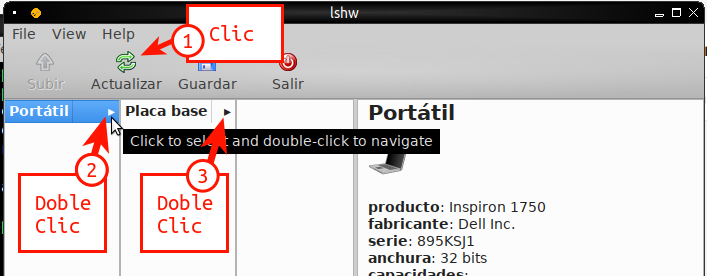 lshw
File View Help
1
Clic
Subir Actualizar Guardar Salir
Portátil
Placa base
Portátil
Click to select and double-click to navigate
2
3
Doble
Clic
Doble
Clic
producto: Inspiron 1750
fabricante: Dell Inc.
serie: 895KSJ1
anchura: 32 bits
capacidades: